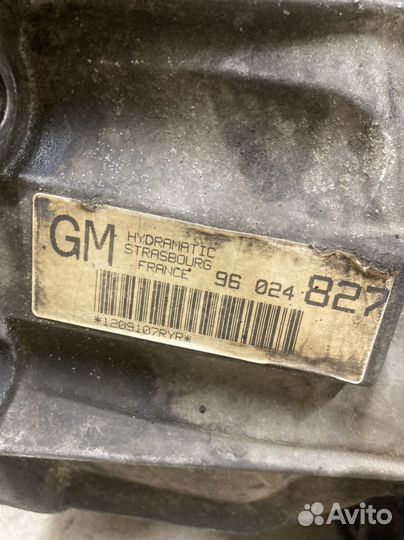 GM
HYDRAMATIC
STRASBOURG
FRANCE
96 024 827
*1209107RYR*
Avito